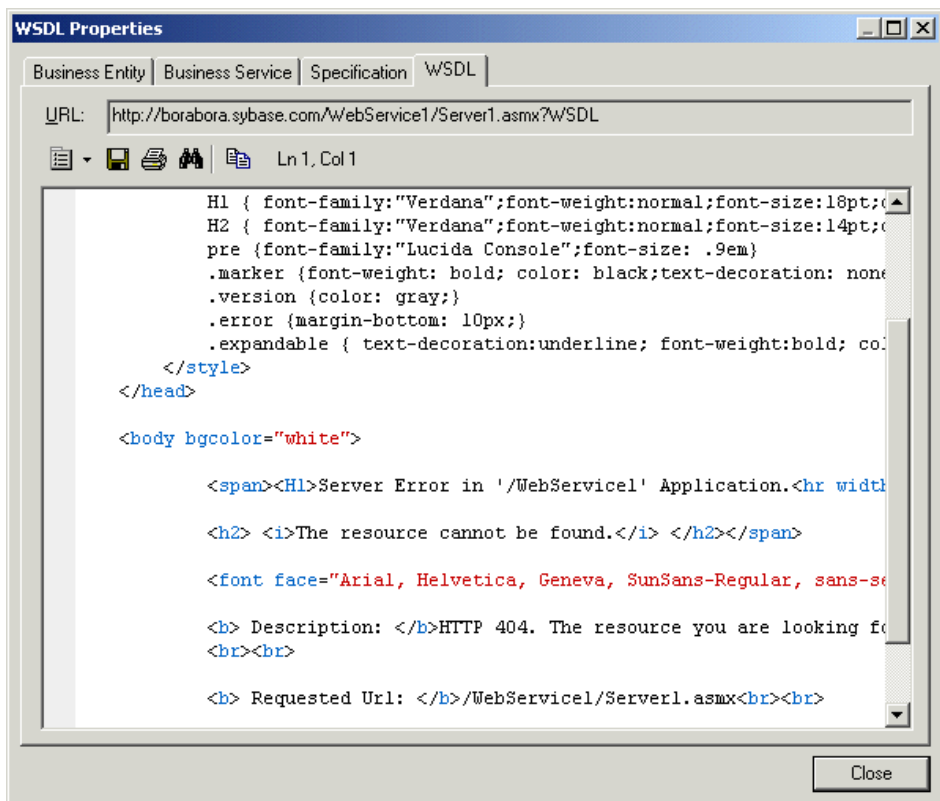 WSDL Properties
Business Entity Business Service Specification WSDL
URL: http://borabora.sybase.com/WebService1/Server1.asmx?WSDL
Ln 1, Col 1
H1 { font-family:"Verdana";font-weight:normal;font-size:18pt;
H2 { font-family:"Verdana";font-weight:normal;font-size:14pt;
pre {font-family:"Lucida Console";font-size: .9em}
.marker {font-weight: bold; color: black;text-decoration: none
.version {color: gray;}
.error {margin-bottom: 10px;}
.expandable { text-decoration:underline; font-weight:bold; col
</style>
</head>
<body bgcolor="white">
<span><H1>Server Error in '/WebService1' Application.<hr width
<h2> <i>The resource cannot be found.</i> </h2></span>
<font face="Arial, Helvetica, Geneva, SunSans-Regular, sans-se
<b> Description: </b>HTTP 404. The resource you are looking fo
<br><br>
<b> Requested Url: </b>/WebService1/Server1.asmx<br><br>
Close